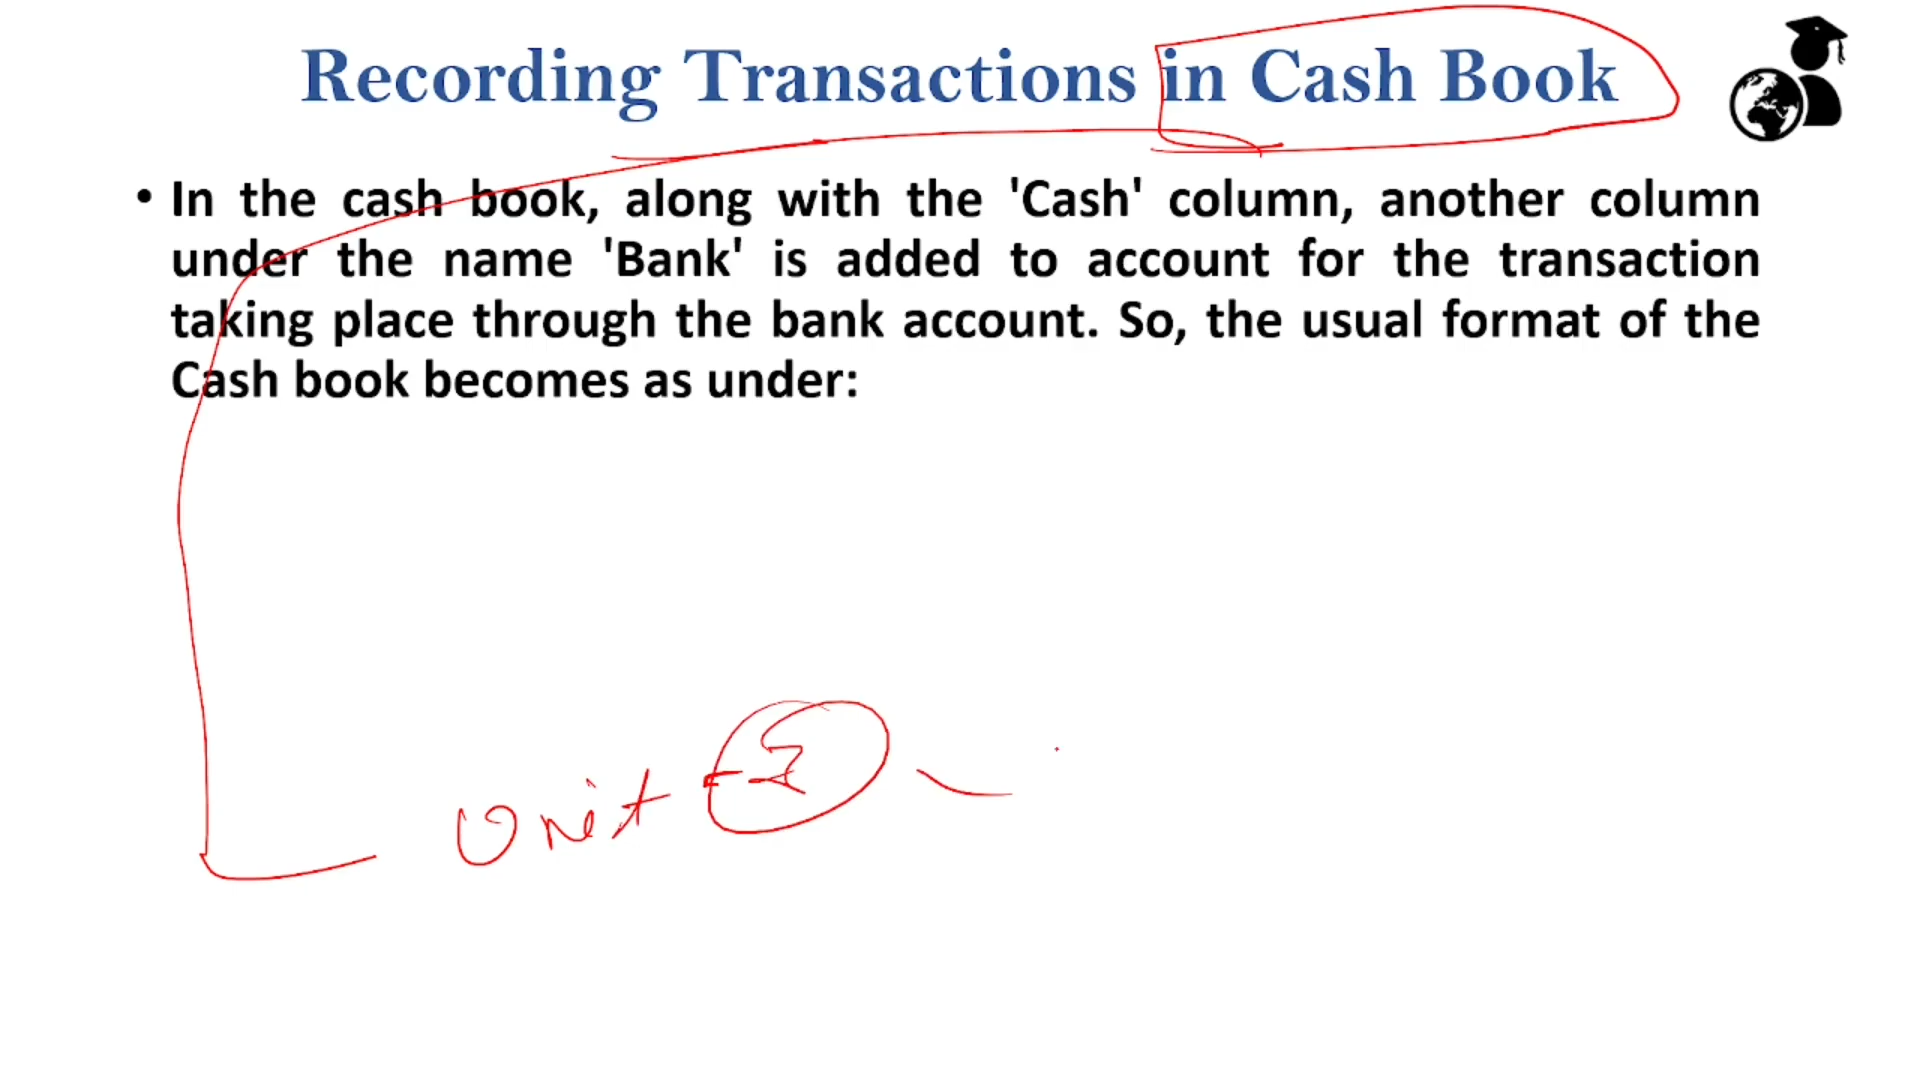 Recording Transactions in Cash Book
• In the cash book, along with the 'Cash' column, another column
under the name 'Bank' is added to account for the transaction
taking place through the bank account. So, the usual format of the
Cash book becomes as under:
Unit